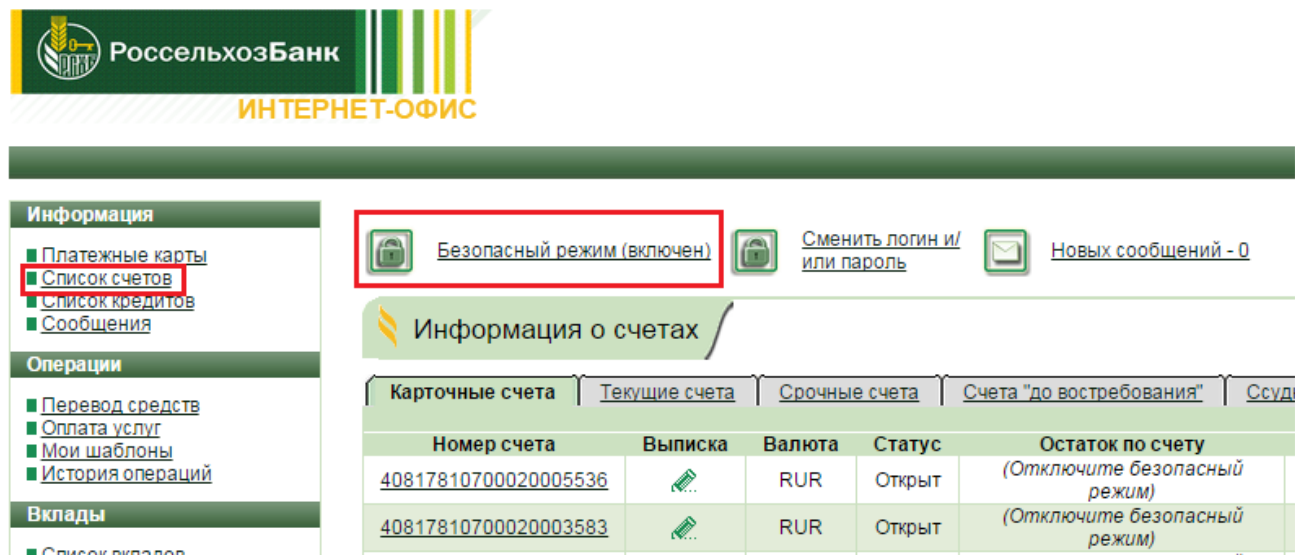 РоссельхозБанк
ИНТЕРНЕТ-ОФИС
Информация
Платежные карты
Список счетов
Список кредитов
Сообщения
Операции
Перевод средств
Оплата услуг
Мои шаблоны
История операций
Вклады
Список вкладов
Безопасный режим (включен)
Сменить логин и/
или пароль
Новых сообщений - 0
Информация о счетах
Карточные счета Текущие счета Срочные счета Счета "до востребования"
Номер счета Выписка Валюта Статус Остаток по счету
40817810700020005536 RUR Открыт (Отключите безопасный
режим)
40817810700020003583 RUR Открыт (Отключите безопасный
режим)